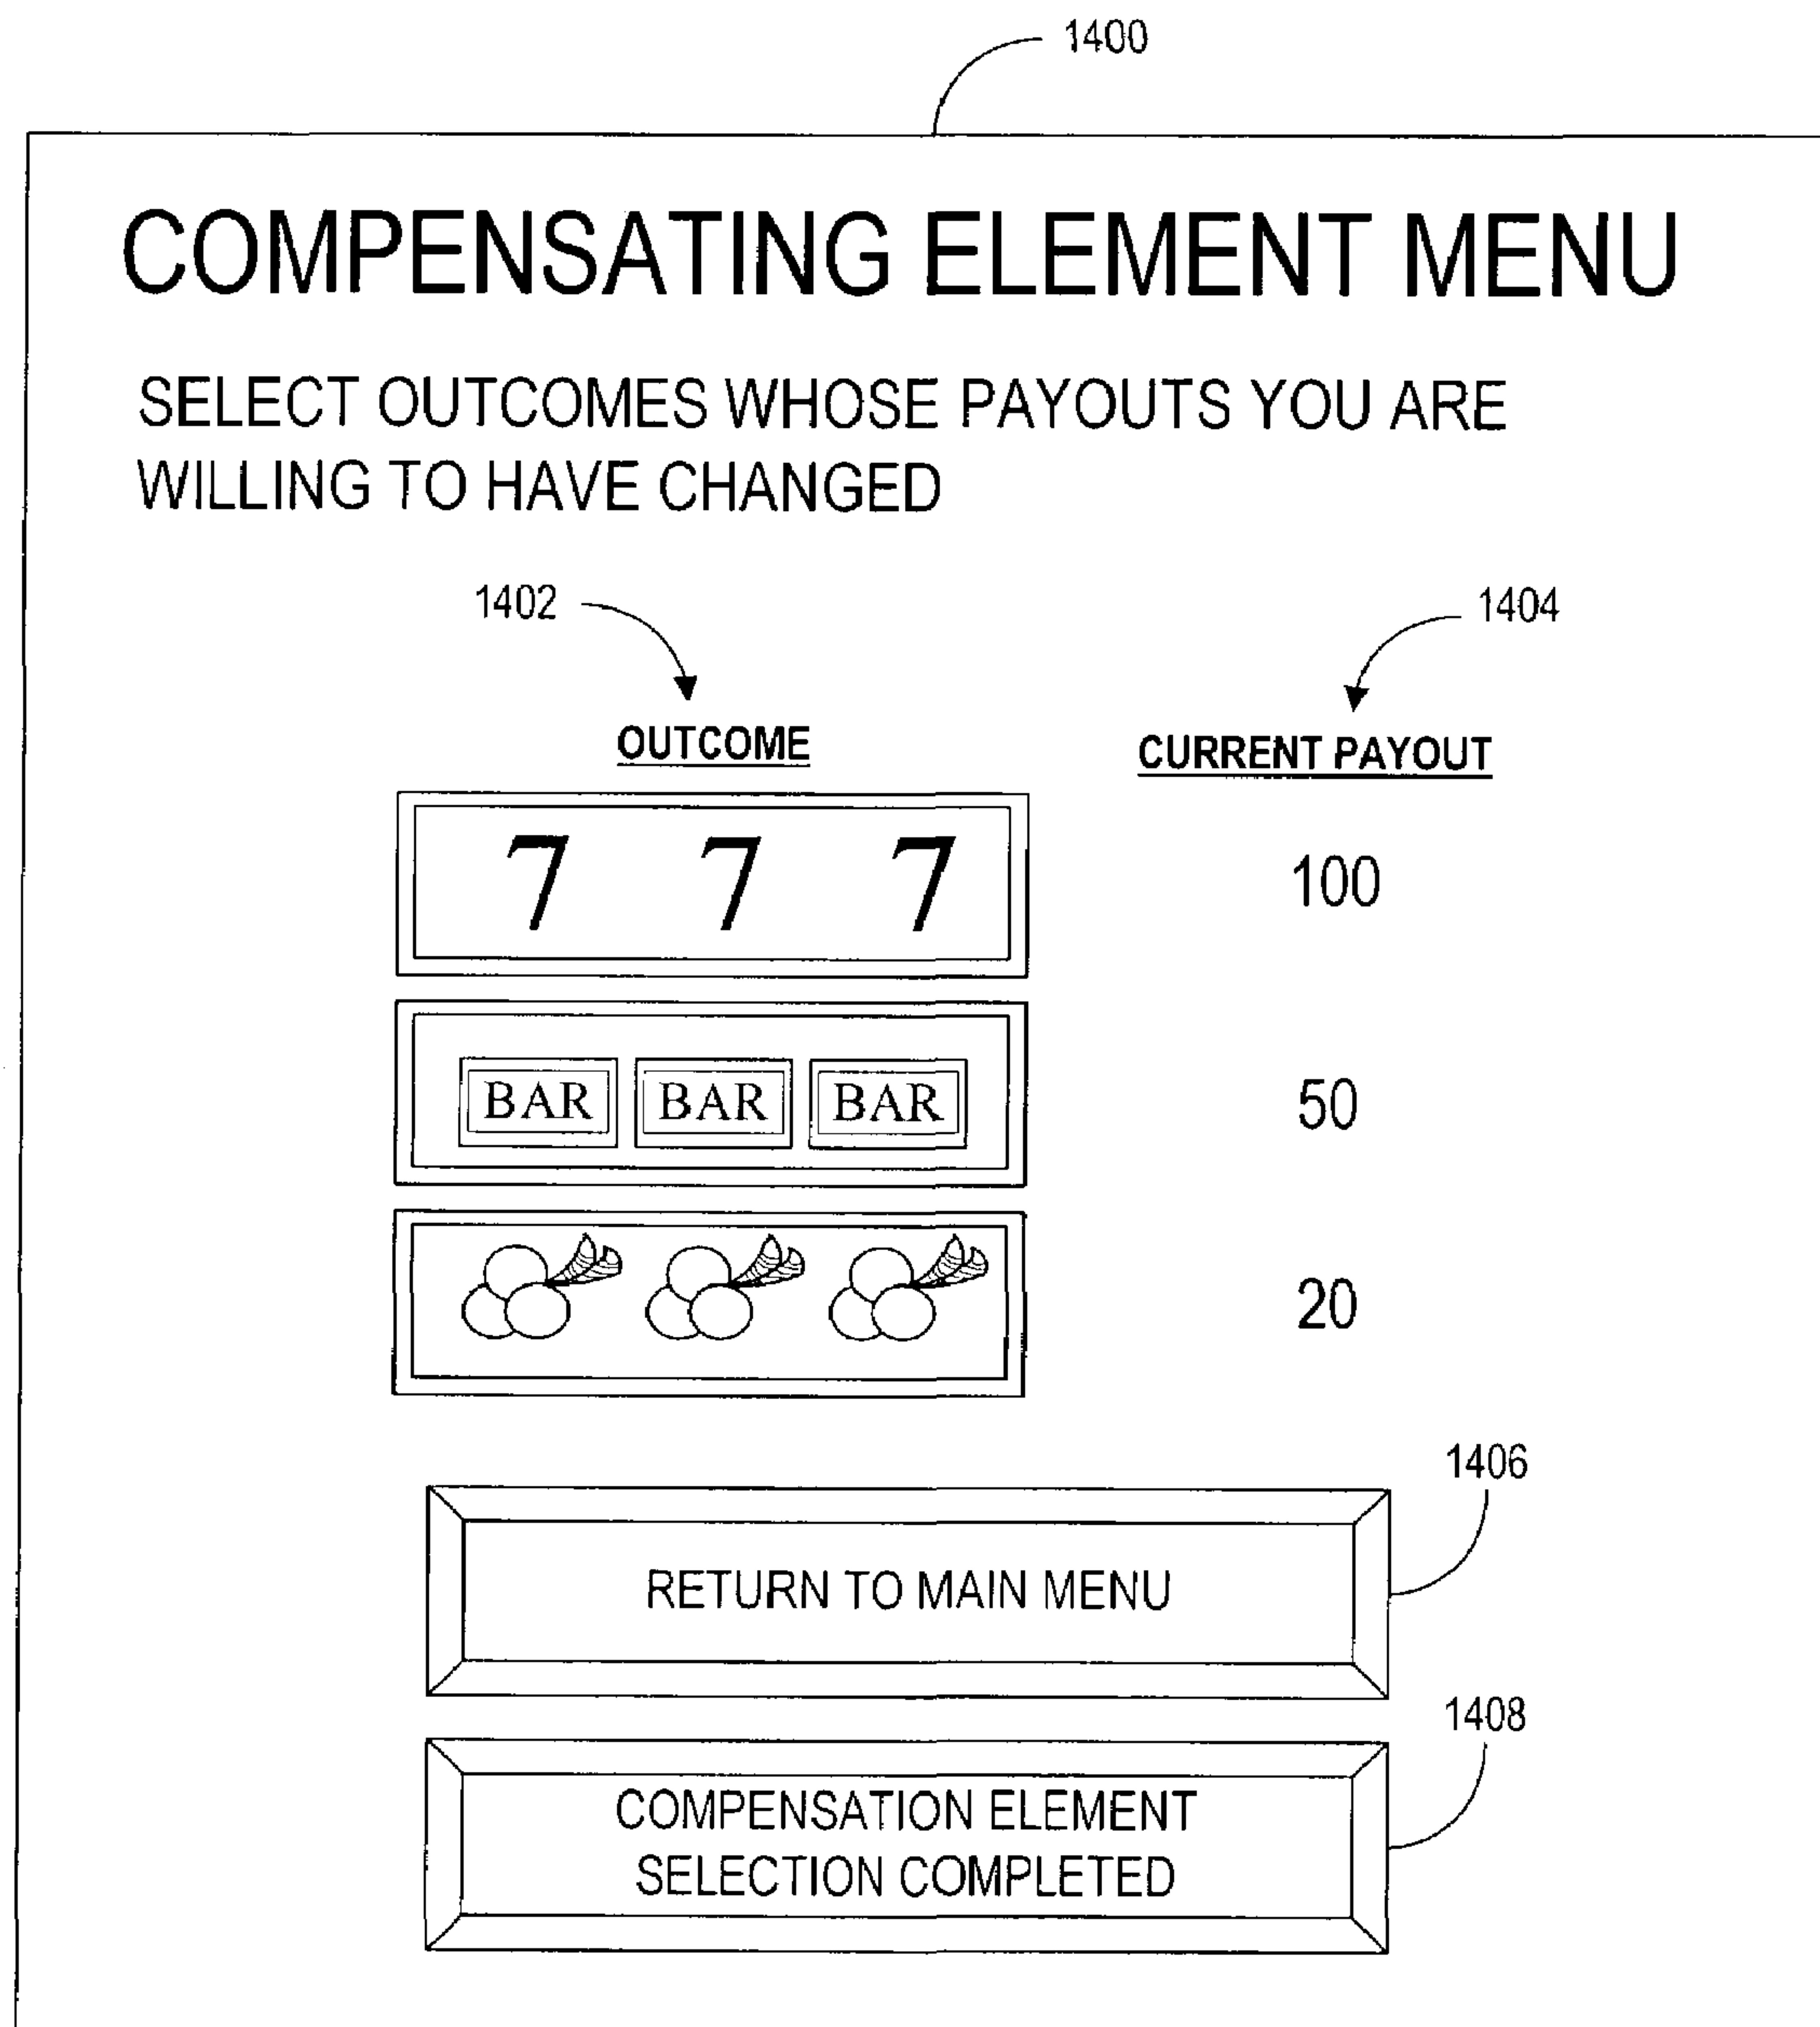 1400
COMPENSATING ELEMENT MENU
SELECT OUTCOMES WHOSE PAYOUTS YOU ARE
WILLING TO HAVE CHANGED
1402
1404
OUTCOME
CURRENT PAYOUT
7 7 7
100
BAR BAR BAR
50
20
1406
RETURN TO MAIN MENU
1408
COMPENSATION ELEMENT
SELECTION COMPLETED